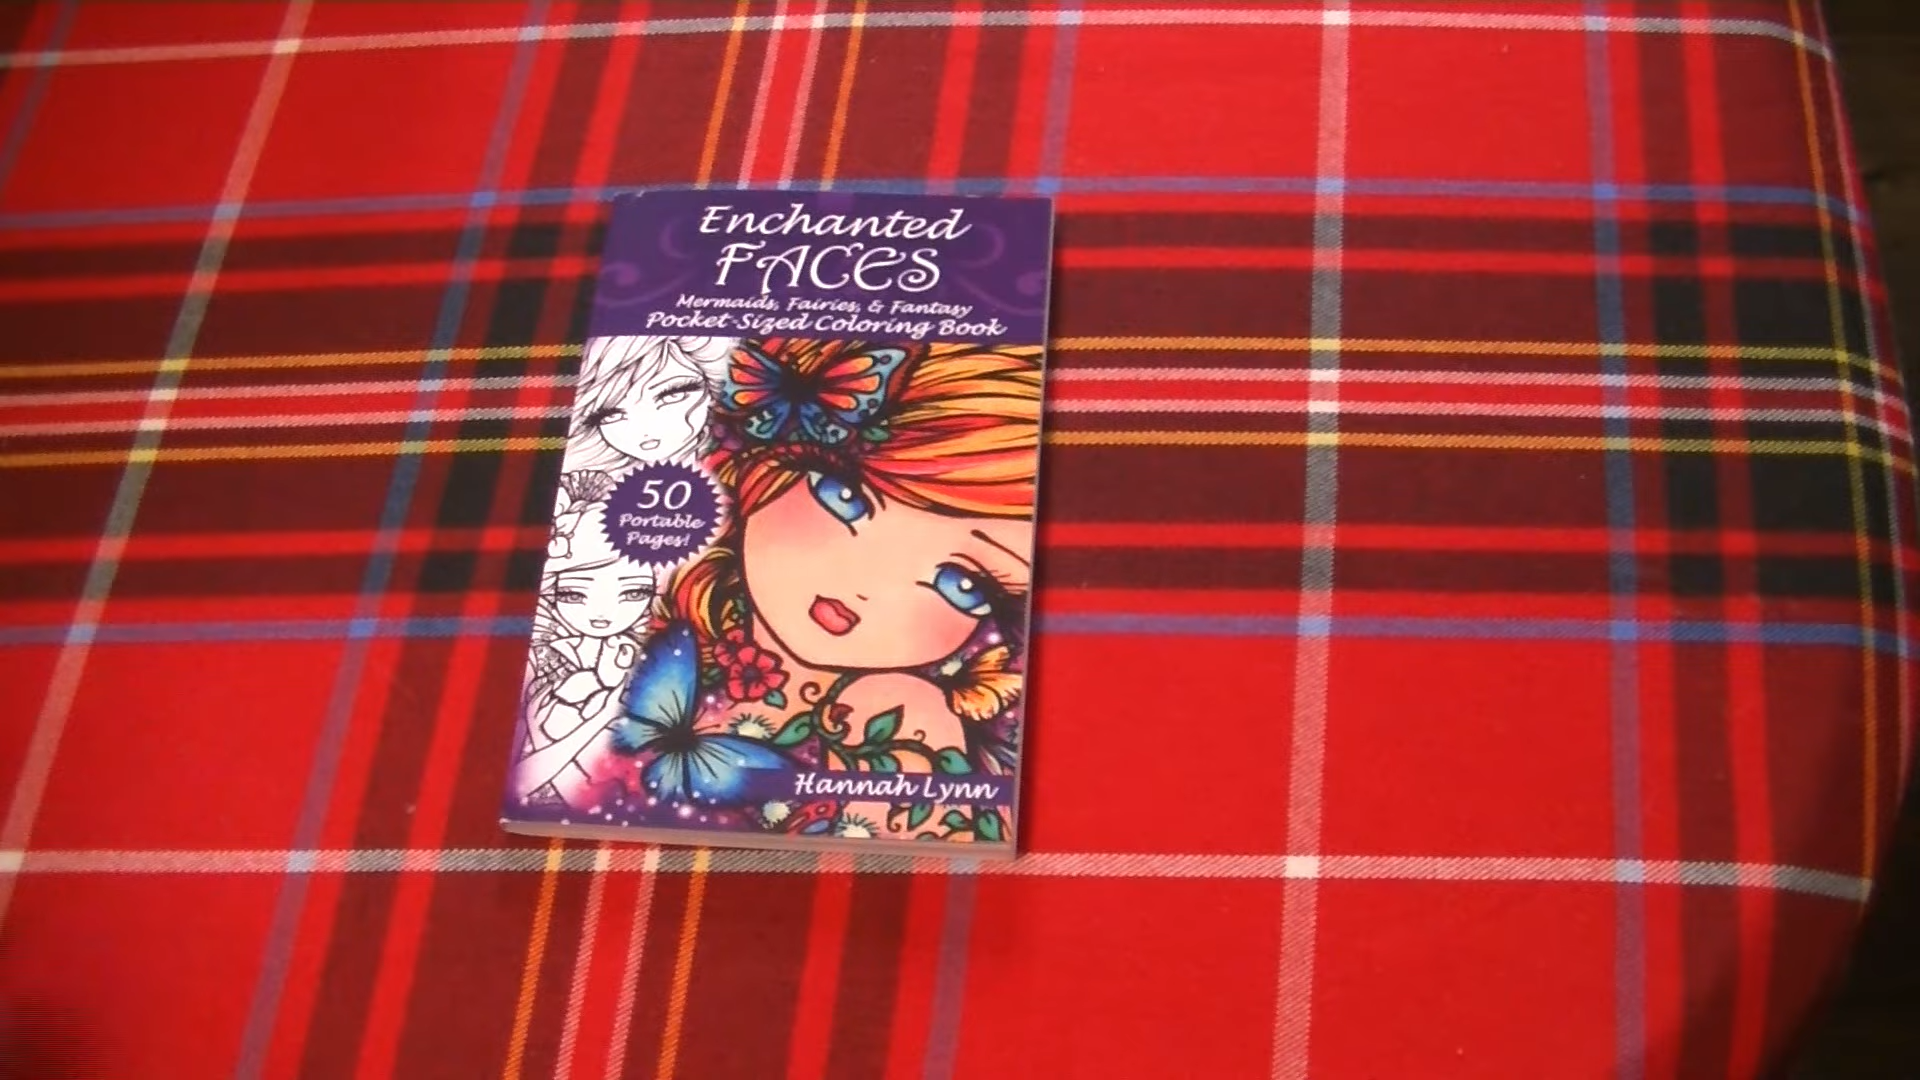 Enchanted
FACES
Mermaids, Fairies, & Fantasy
Pocket-Sized Coloring Book
50
Portable
Pages!
Hannah Lynn